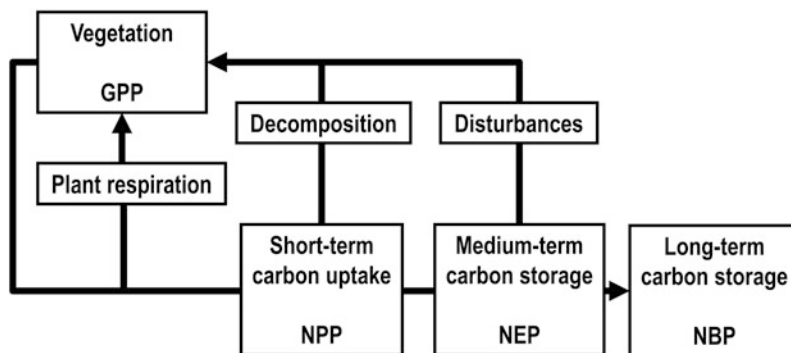 Vegetation
GPP
Decomposition
Disturbances
Plant respiration
Short-term
carbon uptake
NPP
Medium-term
carbon storage
NEP
Long-term
carbon storage
NBP